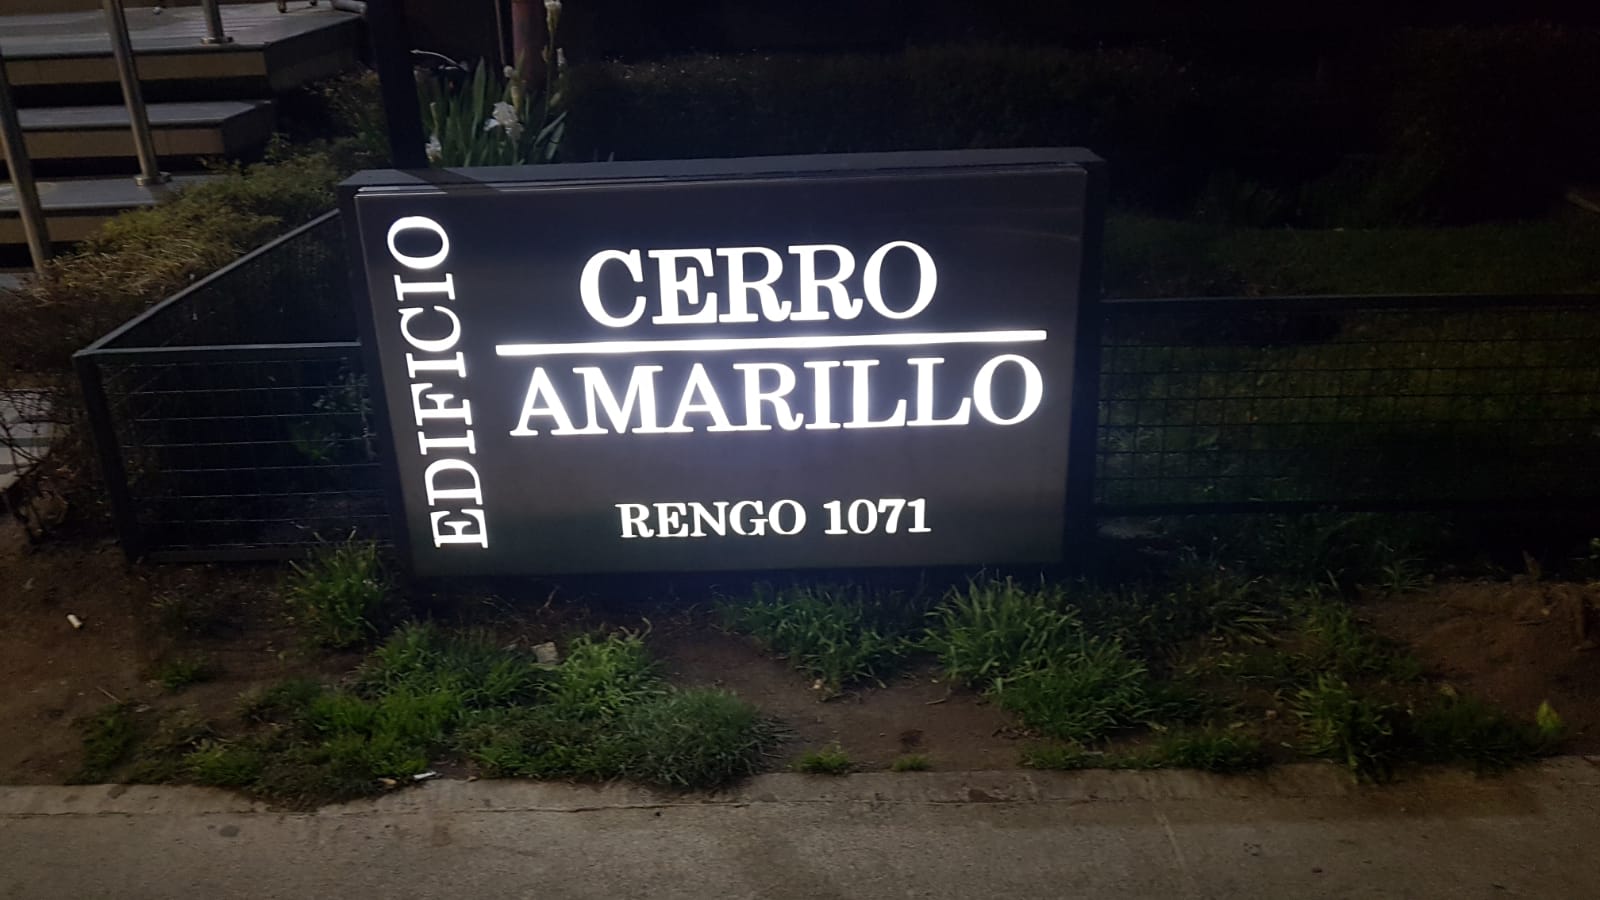 EDIFICIO
CERRO
AMARILLO
RENGO 1071